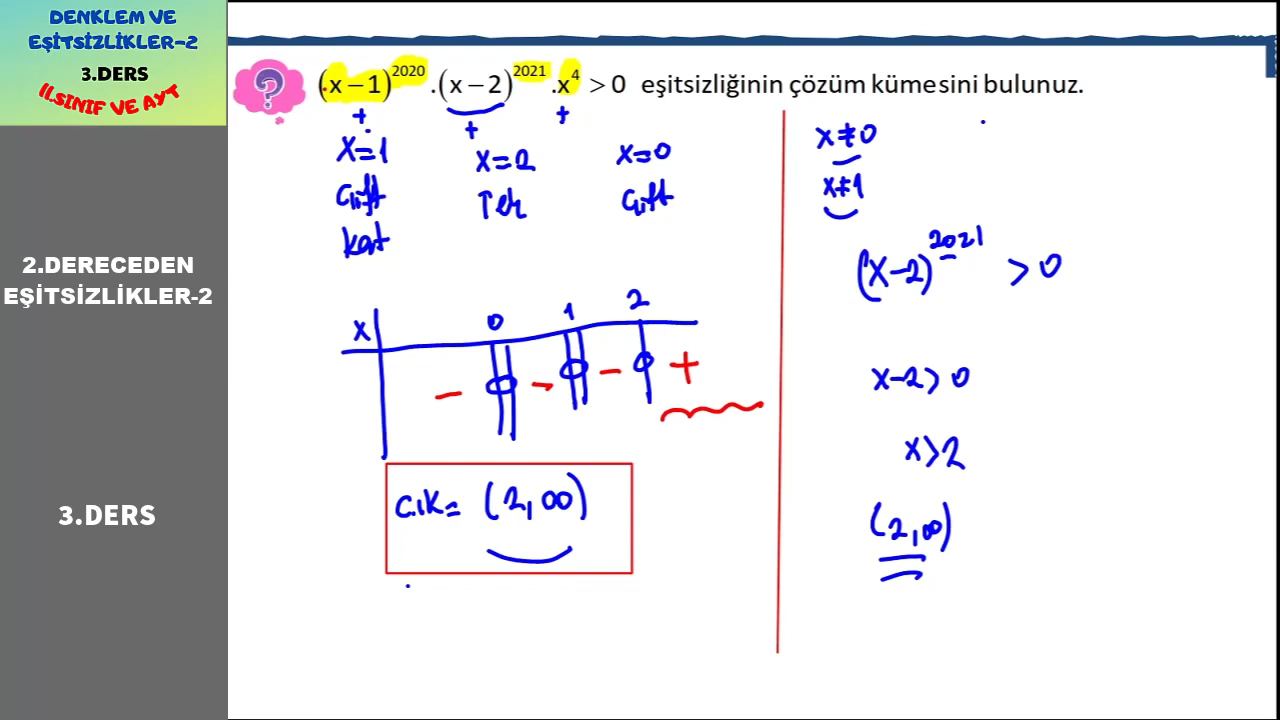 DENKLEM VE
EŞİTSİZLİKLER-2
3.DERS
11.SINIF VE AYT
2.DERECEDEN
EŞİTSİZLİKLER-2
3.DERS
(x−1)^2020 .(x−2)^2021 .x^4 > 0 eşitsizliğinin çözüm kümesini bulunuz.
+ + +
x=1 x=2 x=0
Çift Tek Çift
kat
x 0 1 2
− − − +
Ç.K= (2,∞)
x≠0
x≠1
(x−2)^2021 > 0
x−2>0
x>2
(2,∞)